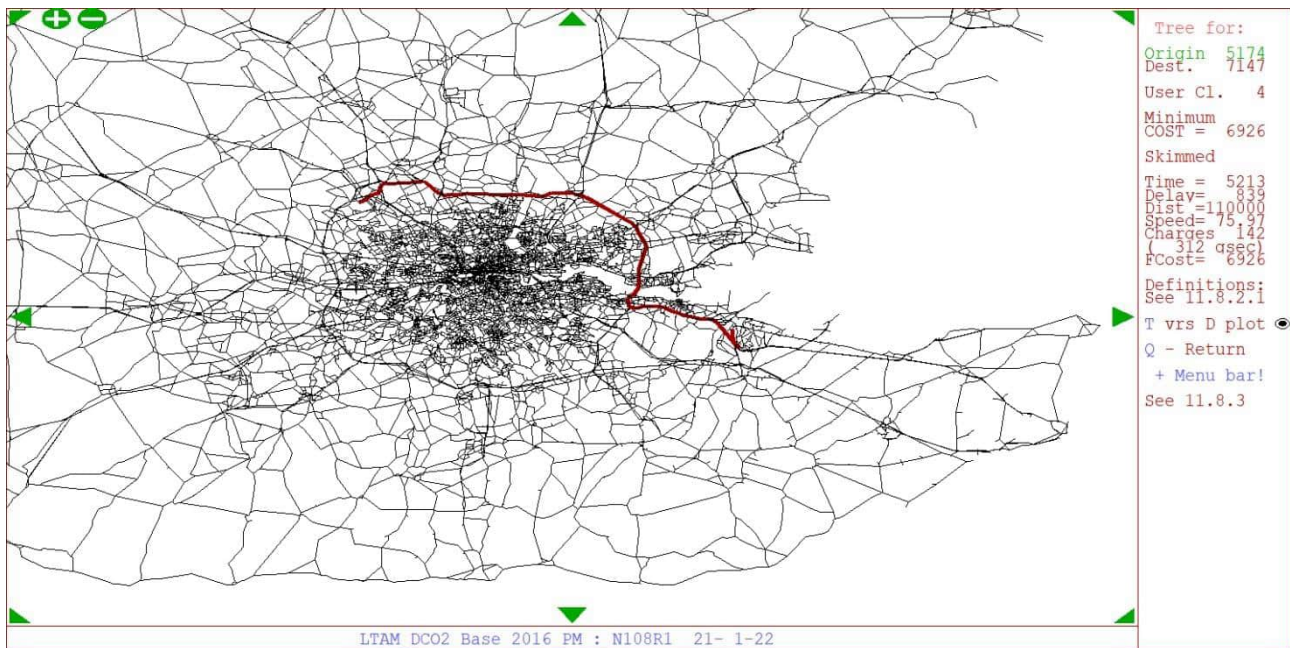 Tree for:
Origin 5174
Dest. 7147
User Cl. 4
Minimum
COST = 6926
Skimmed
Time = 5213
Delay= 839
Dist =110000
Speed= 75.97
Charges 142
( 312 qsec)
FCost= 6926
Definitions:
See 11.8.2.1
T vrs D plot
Q - Return
+ Menu bar!
See 11.8.3
LTAM DCO2 Base 2016 PM : N108R1 21- 1-22